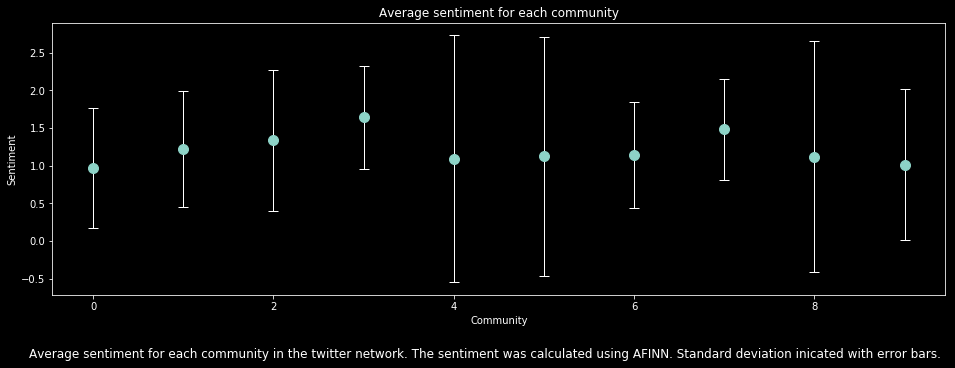 Average sentiment for each community
Sentiment
2.5
2.0
1.5
1.0
0.5
0.0
−0.5
0 2 4 6 8
Community
Average sentiment for each community in the twitter network. The sentiment was calculated using AFINN. Standard deviation inicated with error bars.